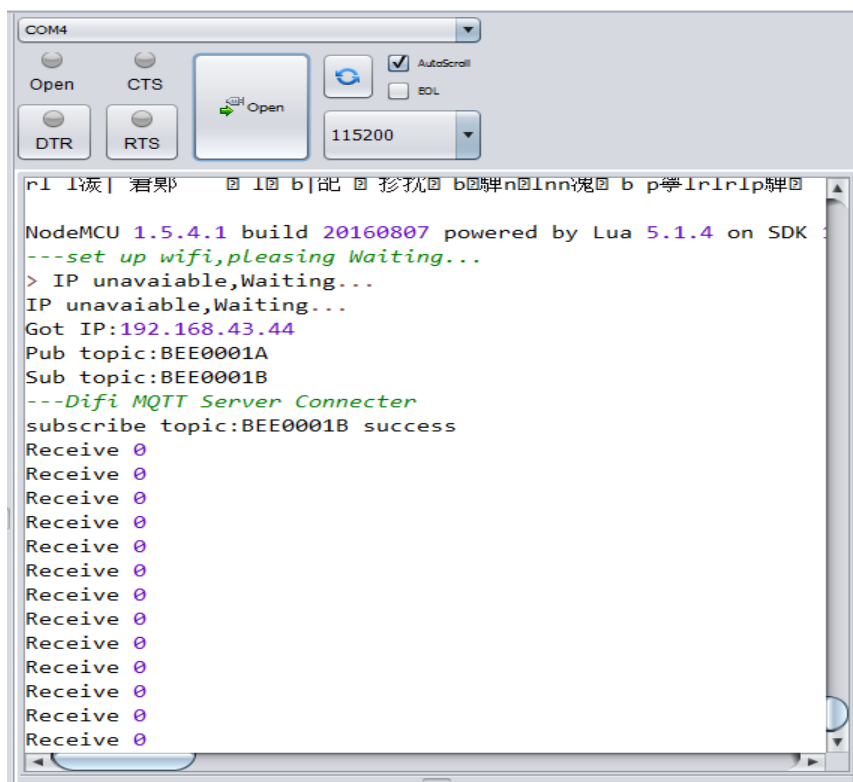 COM4
Open
CTS
Open
AutoScroll
EOL
DTR
RTS
115200
NodeMCU 1.5.4.1 build 20160807 powered by Lua 5.1.4 on SDK
---set up wifi,pleasing Waiting...
> IP unavaiable,Waiting...
IP unavaiable,Waiting...
Got IP:192.168.43.44
Pub topic:BEE0001A
Sub topic:BEE0001B
---Difi MQTT Server Connecter
subscribe topic:BEE0001B success
Receive 0
Receive 0
Receive 0
Receive 0
Receive 0
Receive 0
Receive 0
Receive 0
Receive 0
Receive 0
Receive 0
Receive 0
Receive 0